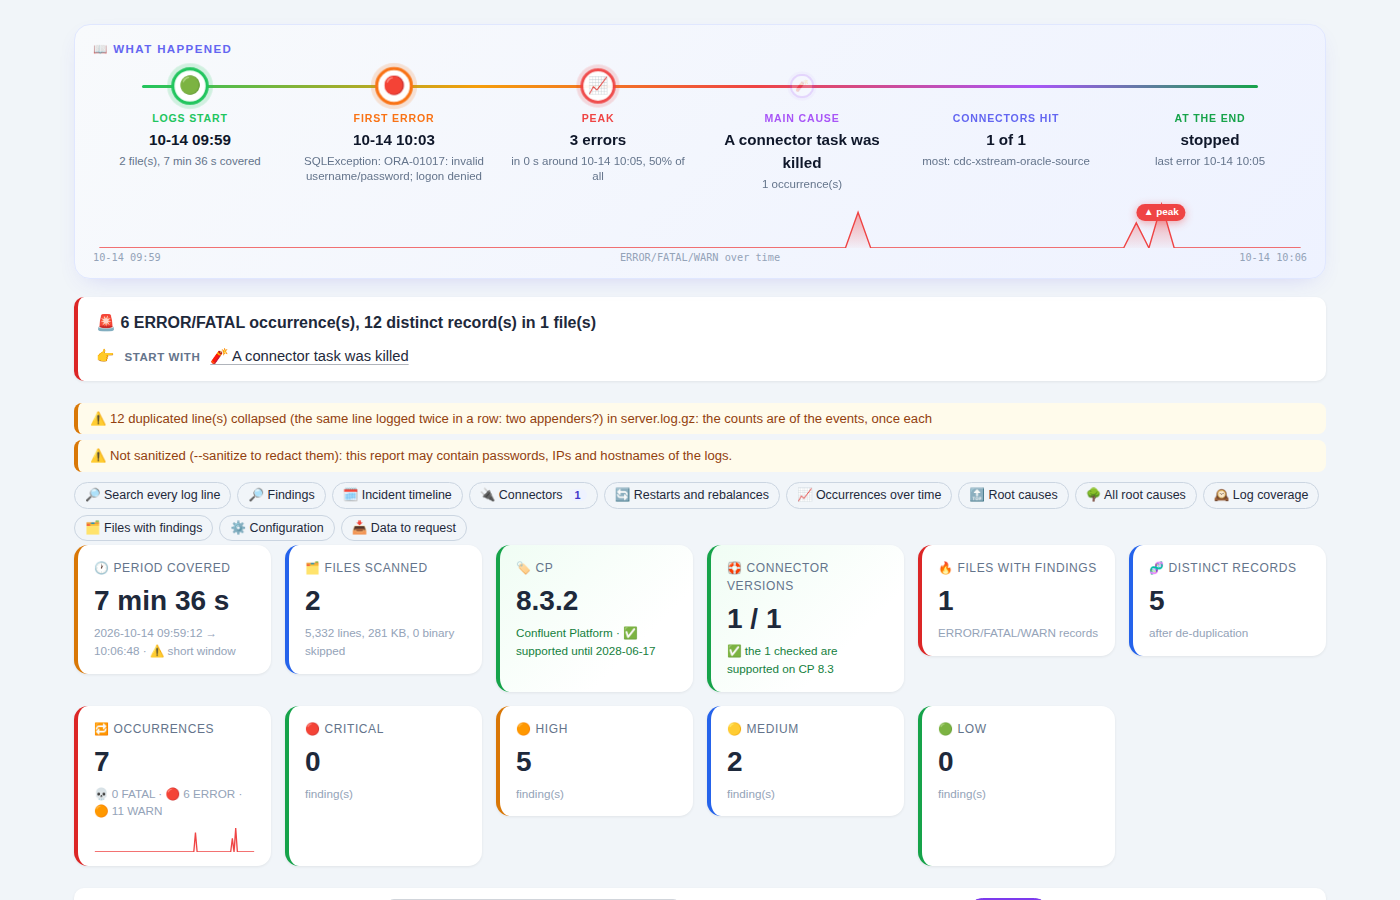 WHAT HAPPENED
LOGS START
10-14 09:59
2 file(s), 7 min 36 s covered
FIRST ERROR
10-14 10:03
SQLException: ORA-01017: invalid
username/password; logon denied
PEAK
3 errors
in 0 s around 10-14 10:05, 50% of
all
MAIN CAUSE
A connector task was
killed
1 occurrence(s)
CONNECTORS HIT
1 of 1
most: cdc-xstream-oracle-source
AT THE END
stopped
last error 10-14 10:05
▲ peak
10-14 09:59
ERROR/FATAL/WARN over time
10-14 10:06
6 ERROR/FATAL occurrence(s), 12 distinct record(s) in 1 file(s)
START WITH A connector task was killed
12 duplicated line(s) collapsed (the same line logged twice in a row: two appenders?) in server.log.gz: the counts are of the events, once each
Not sanitized (--sanitize to redact them): this report may contain passwords, IPs and hostnames of the logs.
Search every log line
Findings
Incident timeline
Connectors 1
Restarts and rebalances
Occurrences over time
Root causes
All root causes
Log coverage
Files with findings
Configuration
Data to request
PERIOD COVERED
7 min 36 s
2026-10-14 09:59:12 →
10:06:48 · ⚠️ short window
FILES SCANNED
2
5,332 lines, 281 KB, 0 binary
skipped
CP
8.3.2
Confluent Platform · ✅
supported until 2028-06-17
CONNECTOR
VERSIONS
1 / 1
✅ the 1 checked are
supported on CP 8.3
FILES WITH FINDINGS
1
ERROR/FATAL/WARN records
DISTINCT RECORDS
5
after de-duplication
OCCURRENCES
7
0 FATAL · 6 ERROR ·
11 WARN
CRITICAL
0
finding(s)
HIGH
5
finding(s)
MEDIUM
2
finding(s)
LOW
0
finding(s)